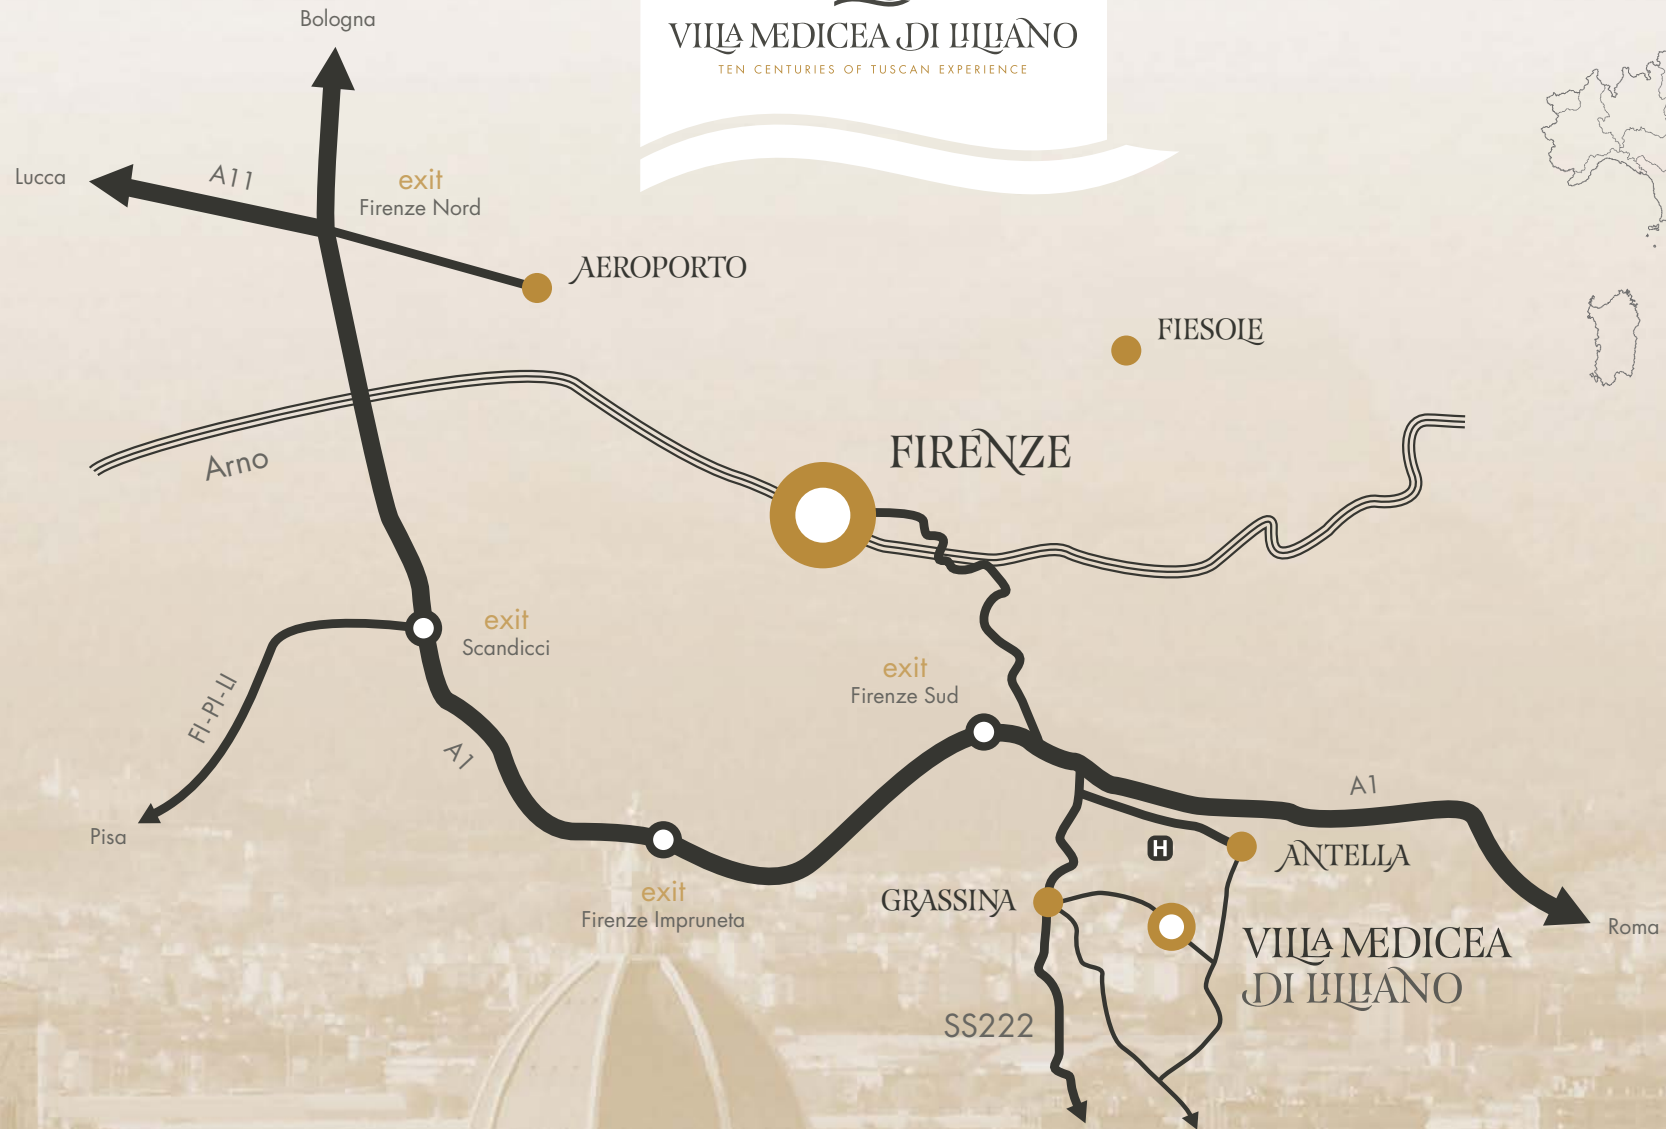 Bologna
VILLA MEDICEA DI LILLIANO
TEN CENTURIES OF TUSCAN EXPERIENCE
Lucca
A11
exit
Firenze Nord
AEROPORTO
FIESOLE
FIRENZE
Arno
exit
Scandicci
exit
Firenze Sud
FI-PI-LI
A1
A1
Pisa
H
ANTELLA
exit
Firenze Impruneta
GRASSINA
Roma
VILLA MEDICEA
DI LILLIANO
SS222